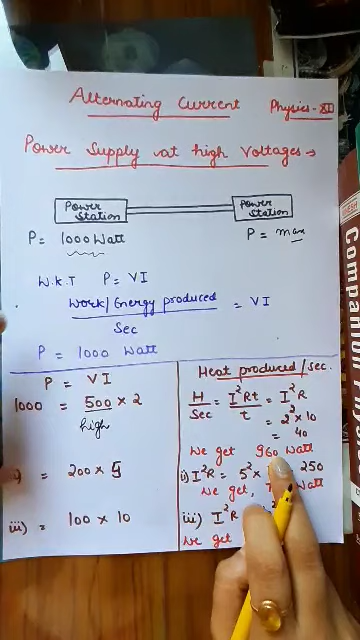 Alternating Current Physics-XII
Power Supply at high Voltages →
Power Station
Power Station
P = 1000 Watt
P = max
W.K.T P = VI
Work/Energy produced / Sec = VI
P = 1000 Watt
P = VI
1000 = 500 × 2
high
= 200 × 5
iii) = 100 × 10
Heat produced/sec.
H/Sec = I²Rt/t = I²R
= 2² × 10
= 40
We get 960 Watt
ii) I²R = 5² × 250
We get, Watt
iii) I²R
We get
COMPANION